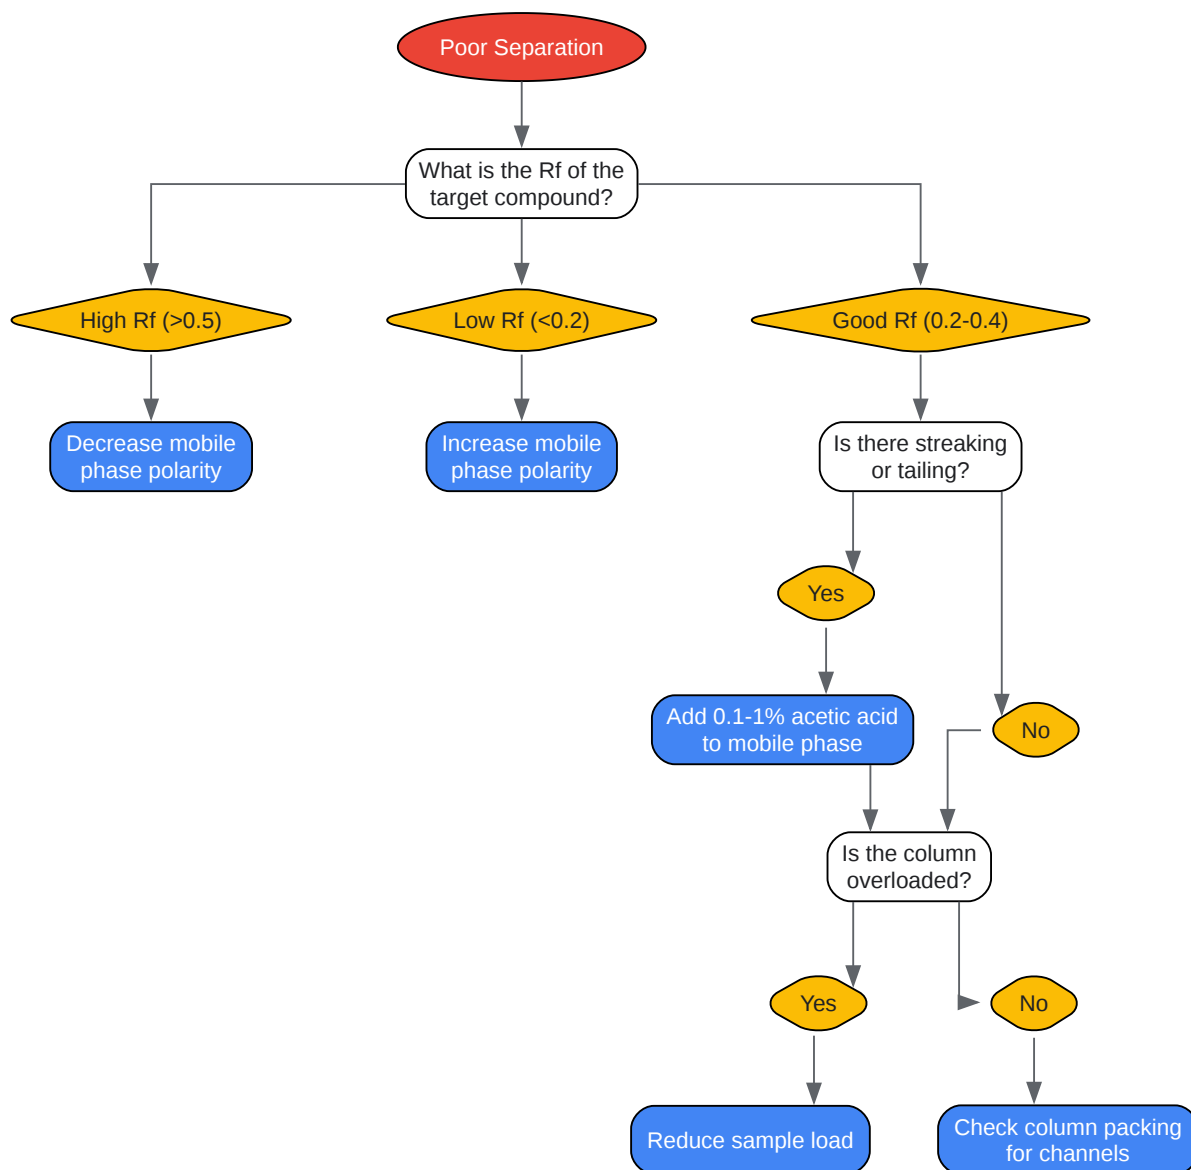 Poor Separation
What is the Rf of the
target compound?
High Rf (>0.5)
Low Rf (<0.2)
Good Rf (0.2-0.4)
Decrease mobile
phase polarity
Increase mobile
phase polarity
Is there streaking
or tailing?
Yes
Add 0.1-1% acetic acid
to mobile phase
No
Is the column
overloaded?
Yes
No
Reduce sample load
Check column packing
for channels